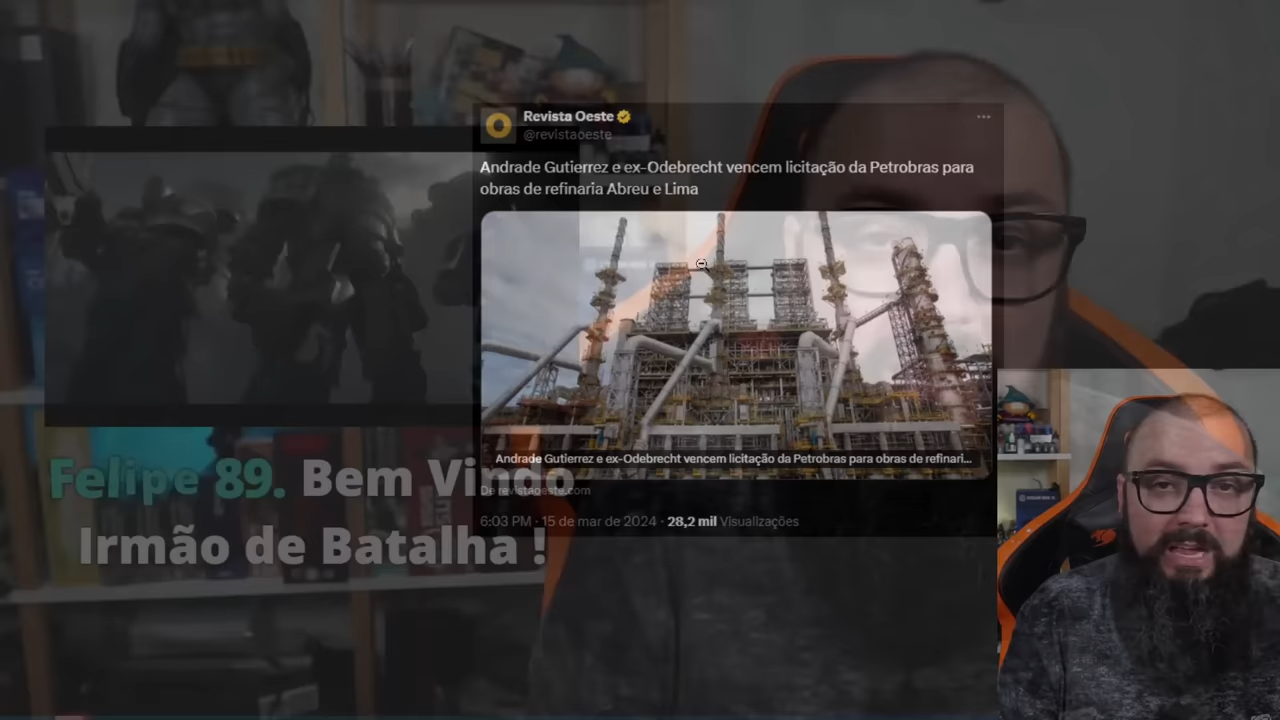 Revista Oeste
@revistaoeste
Andrade Gutierrez e ex-Odebrecht vencem licitação da Petrobras para
obras de refinaria Abreu e Lima
Andrade Gutierrez e ex-Odebrecht vencem licitação da Petrobras para obras de refinari...
De revistaoeste.com
6:03 PM · 15 de mar de 2024 · 28,2 mil Visualizações
Felipe 89. Bem Vindo
Irmão de Batalha !